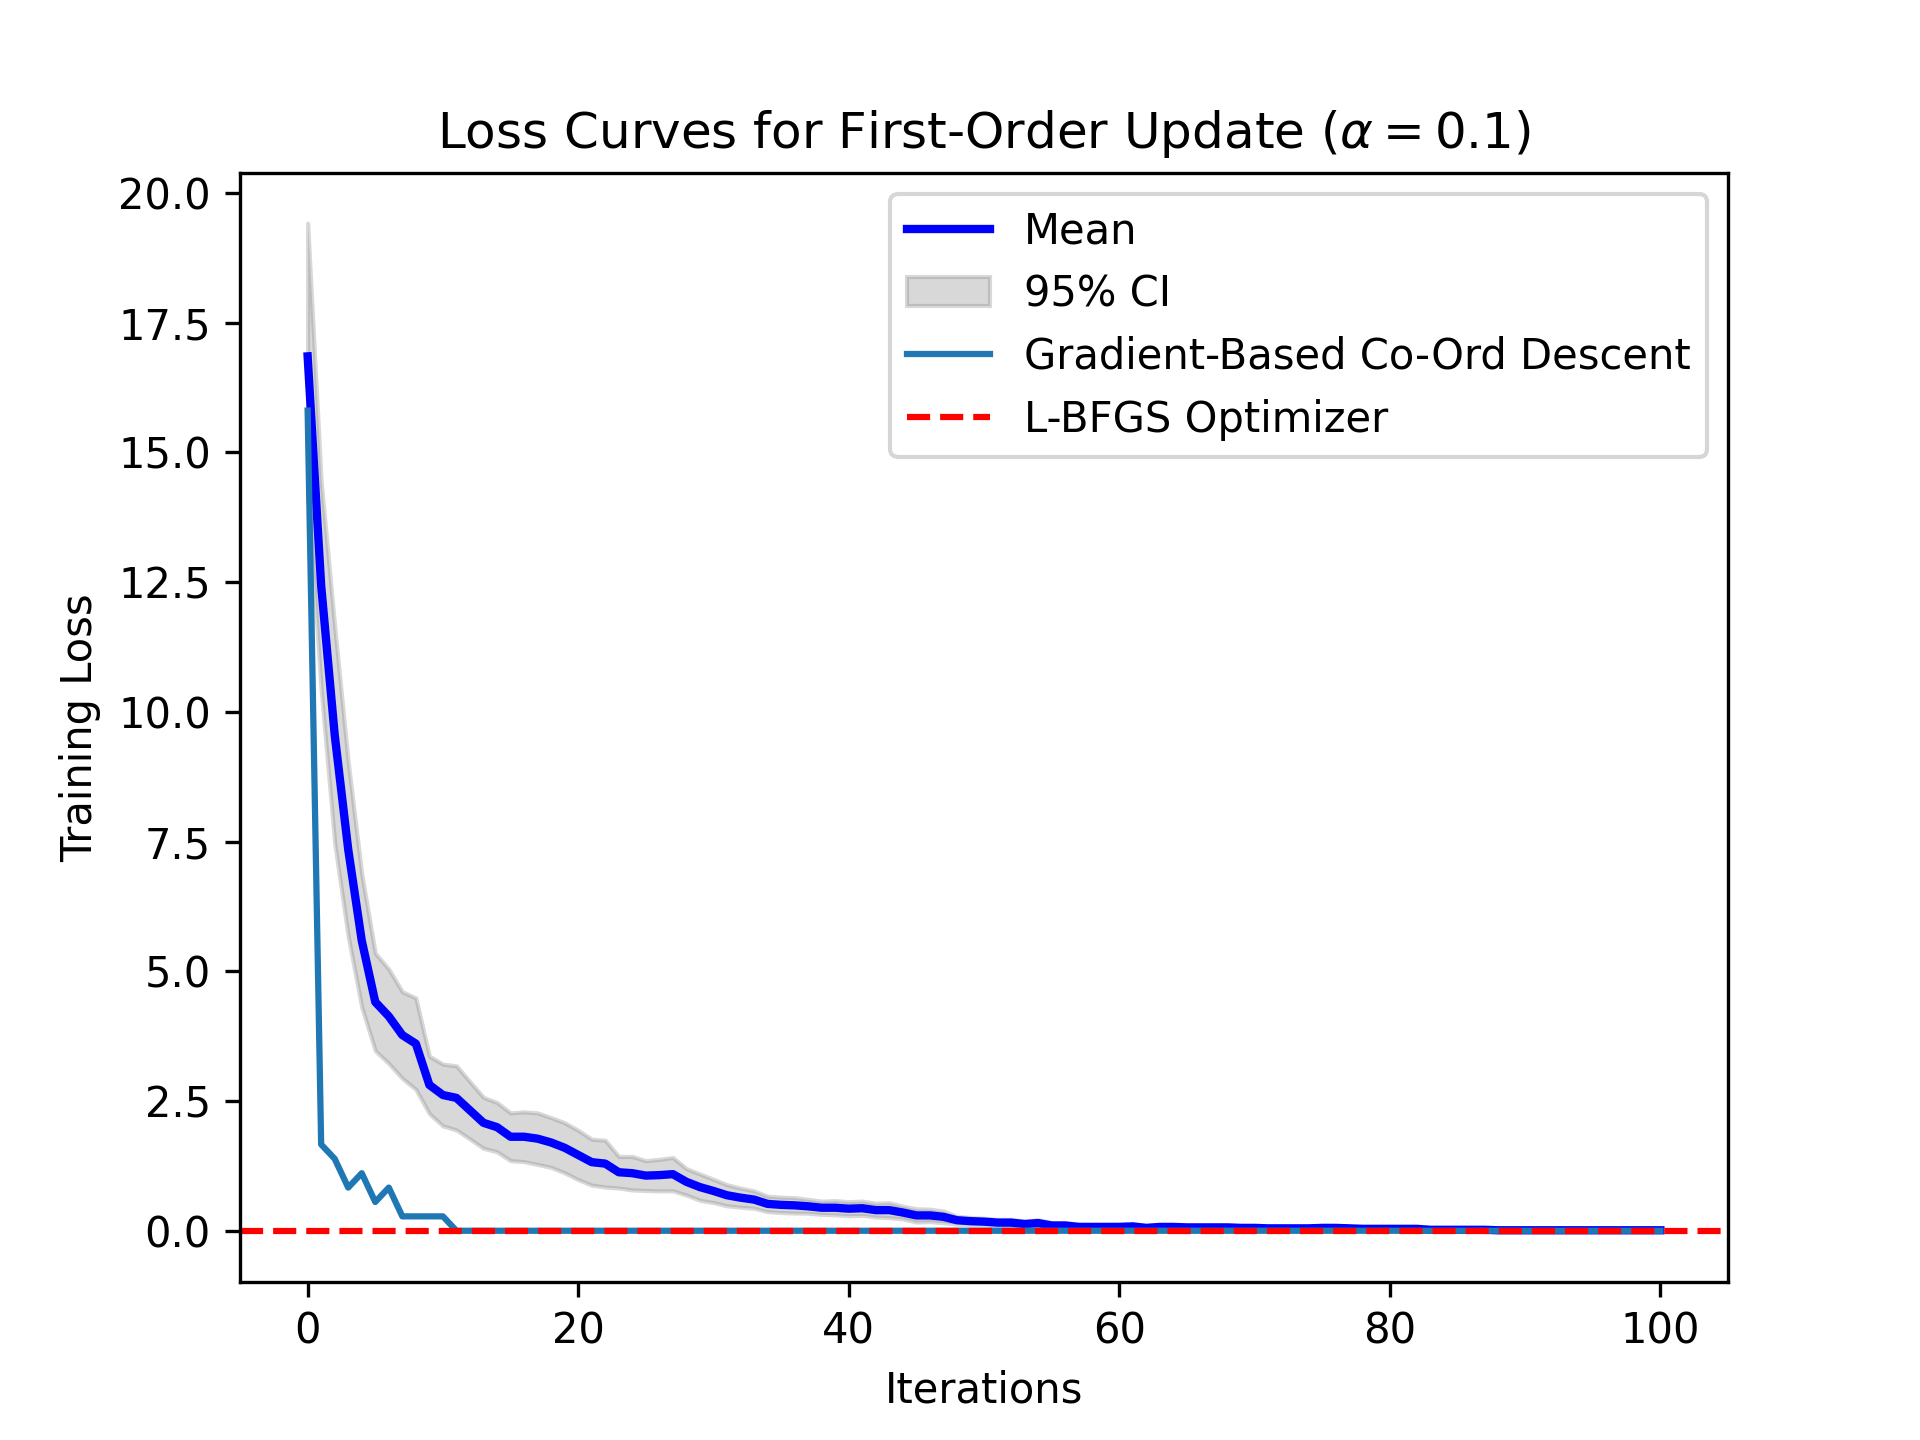 Loss Curves for First-Order Update (α = 0.1)
20.0
17.5
15.0
12.5
10.0
7.5
5.0
2.5
0.0
Training Loss
Mean
95% CI
Gradient-Based Co-Ord Descent
L-BFGS Optimizer
0 20 40 60 80 100
Iterations